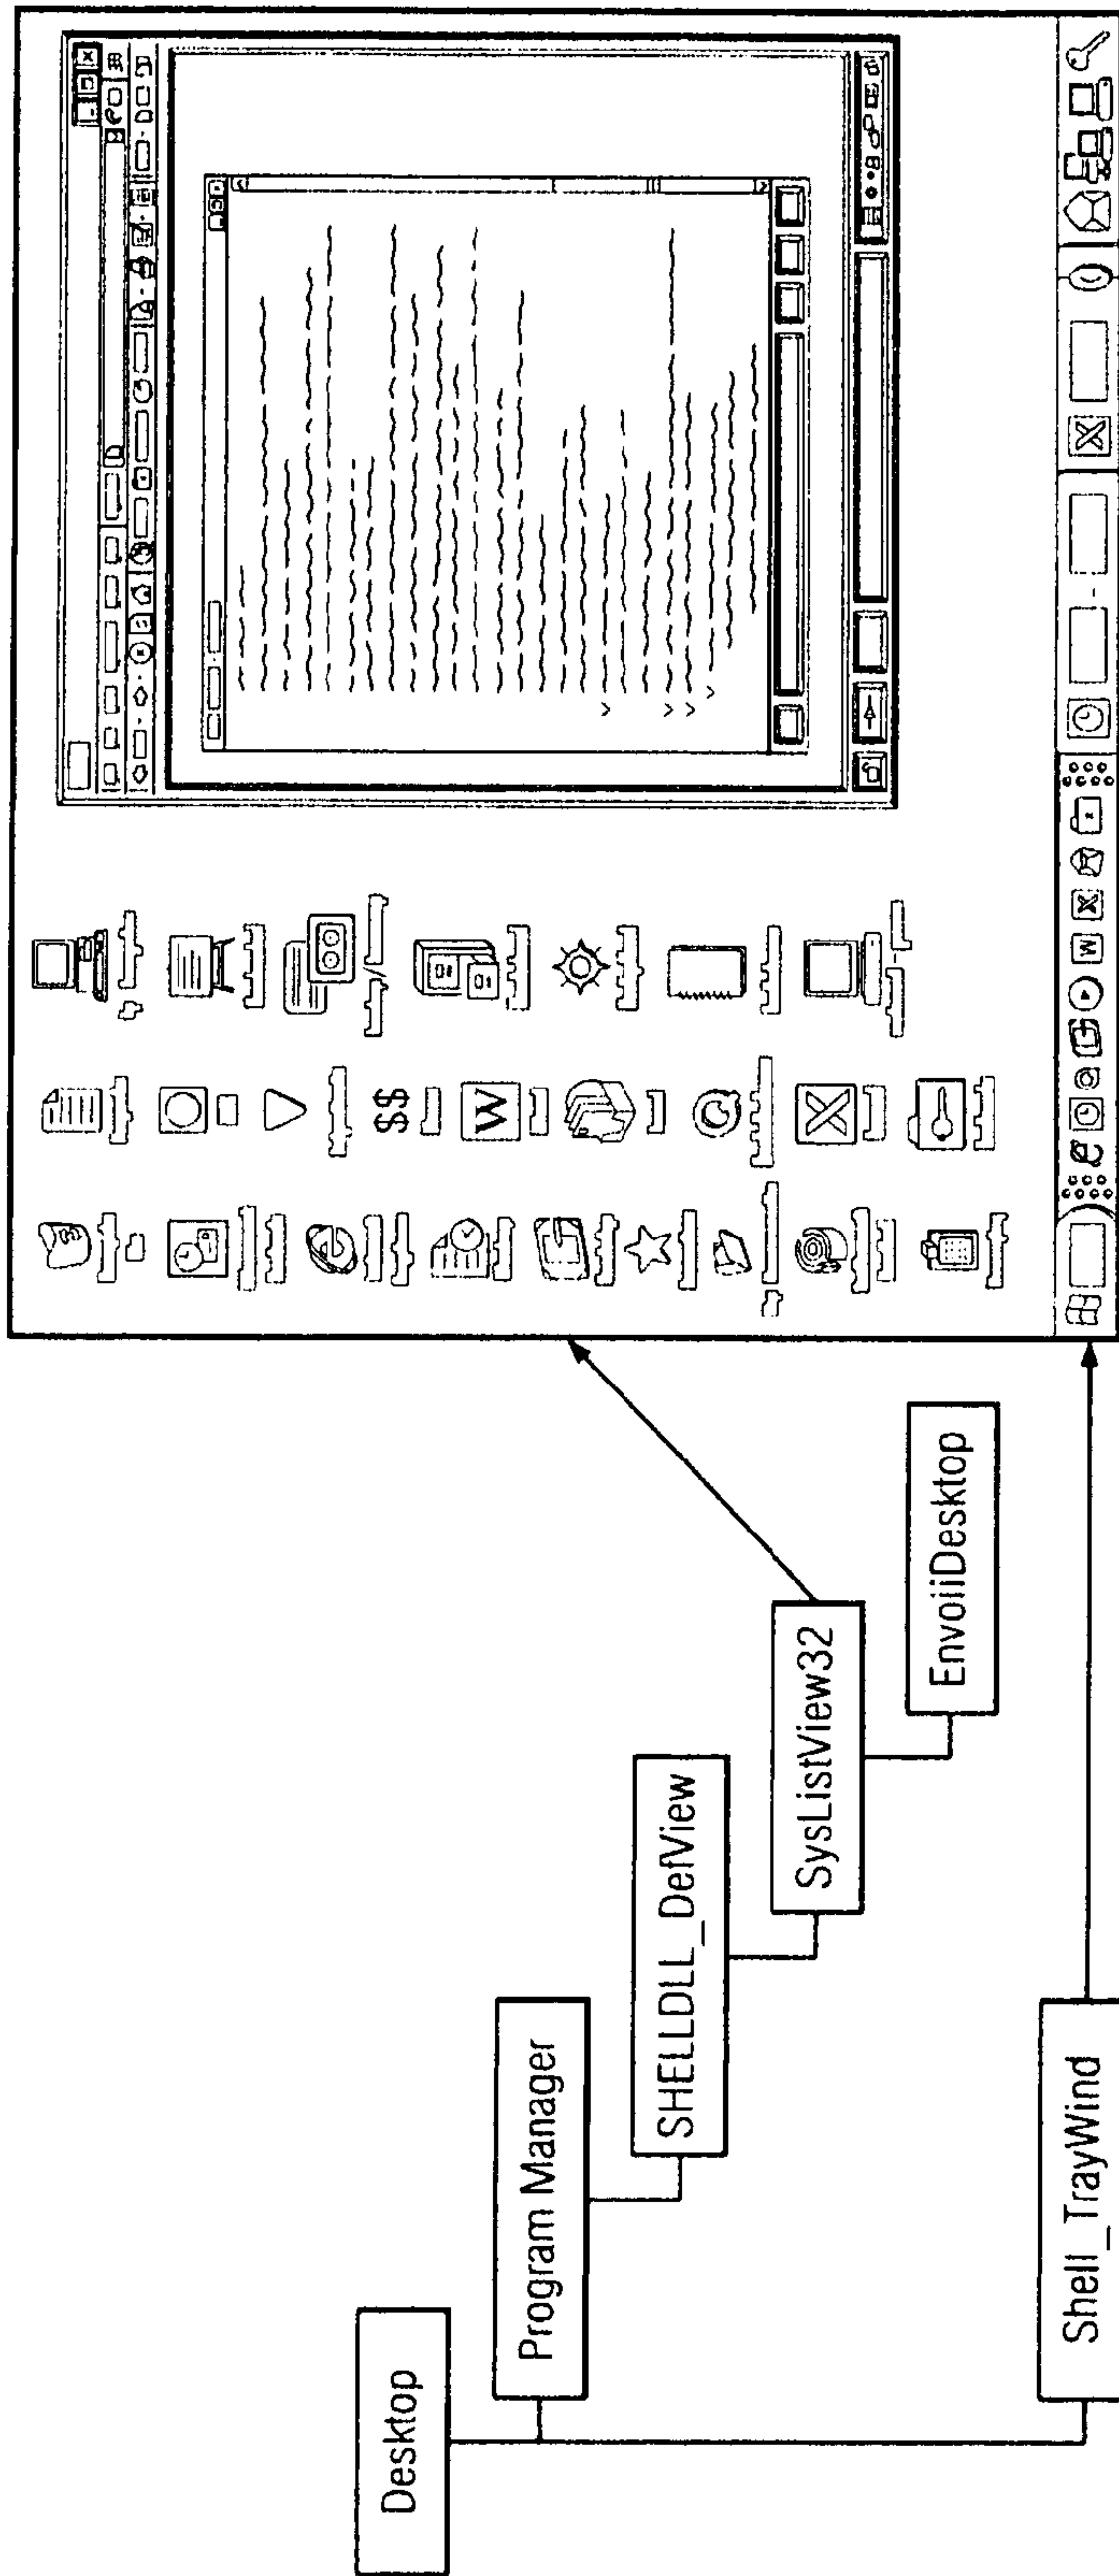 Desktop
Program Manager
SHELLDLL_DefView
SysListView32
EnvoiiDesktop
Shell_TrayWind
$$
W
e
W